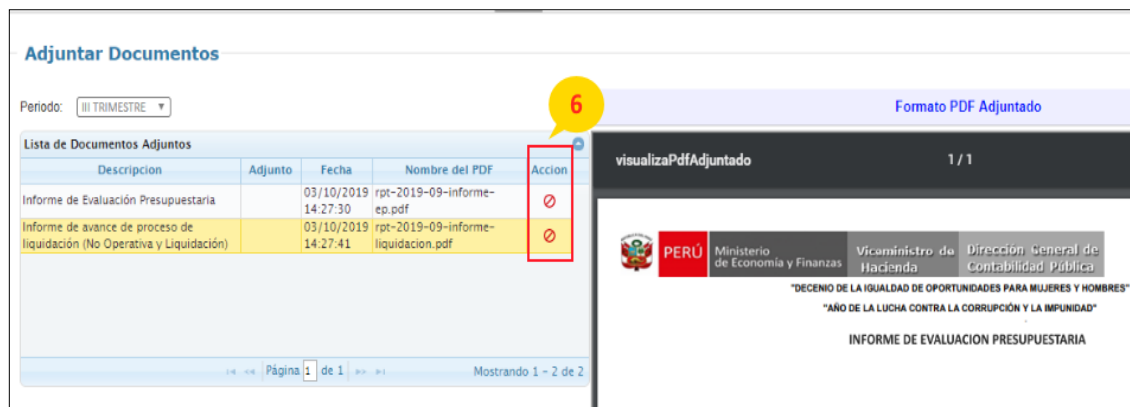 Adjuntar Documentos
Periodo: III TRIMESTRE
6
Formato PDF Adjuntado
Lista de Documentos Adjuntos
Descripcion Adjunto Fecha Nombre del PDF Accion
Informe de Evaluación Presupuestaria 03/10/2019 rpt-2019-09-informe-
14:27:30 ep.pdf
Informe de avance de proceso de 03/10/2019 rpt-2019-09-informe-
liquidación (No Operativa y Liquidación) 14:27:41 liquidacion.pdf
Página 1 de 1 Mostrando 1 - 2 de 2
visualizaPdfAdjuntado 1 / 1
PERÚ Ministerio Viceministro de Dirección General de
de Economía y Finanzas Hacienda Contabilidad Pública
"DECENIO DE LA IGUALDAD DE OPORTUNIDADES PARA MUJERES Y HOMBRES"
"AÑO DE LA LUCHA CONTRA LA CORRUPCIÓN Y LA IMPUNIDAD"
INFORME DE EVALUACION PRESUPUESTARIA